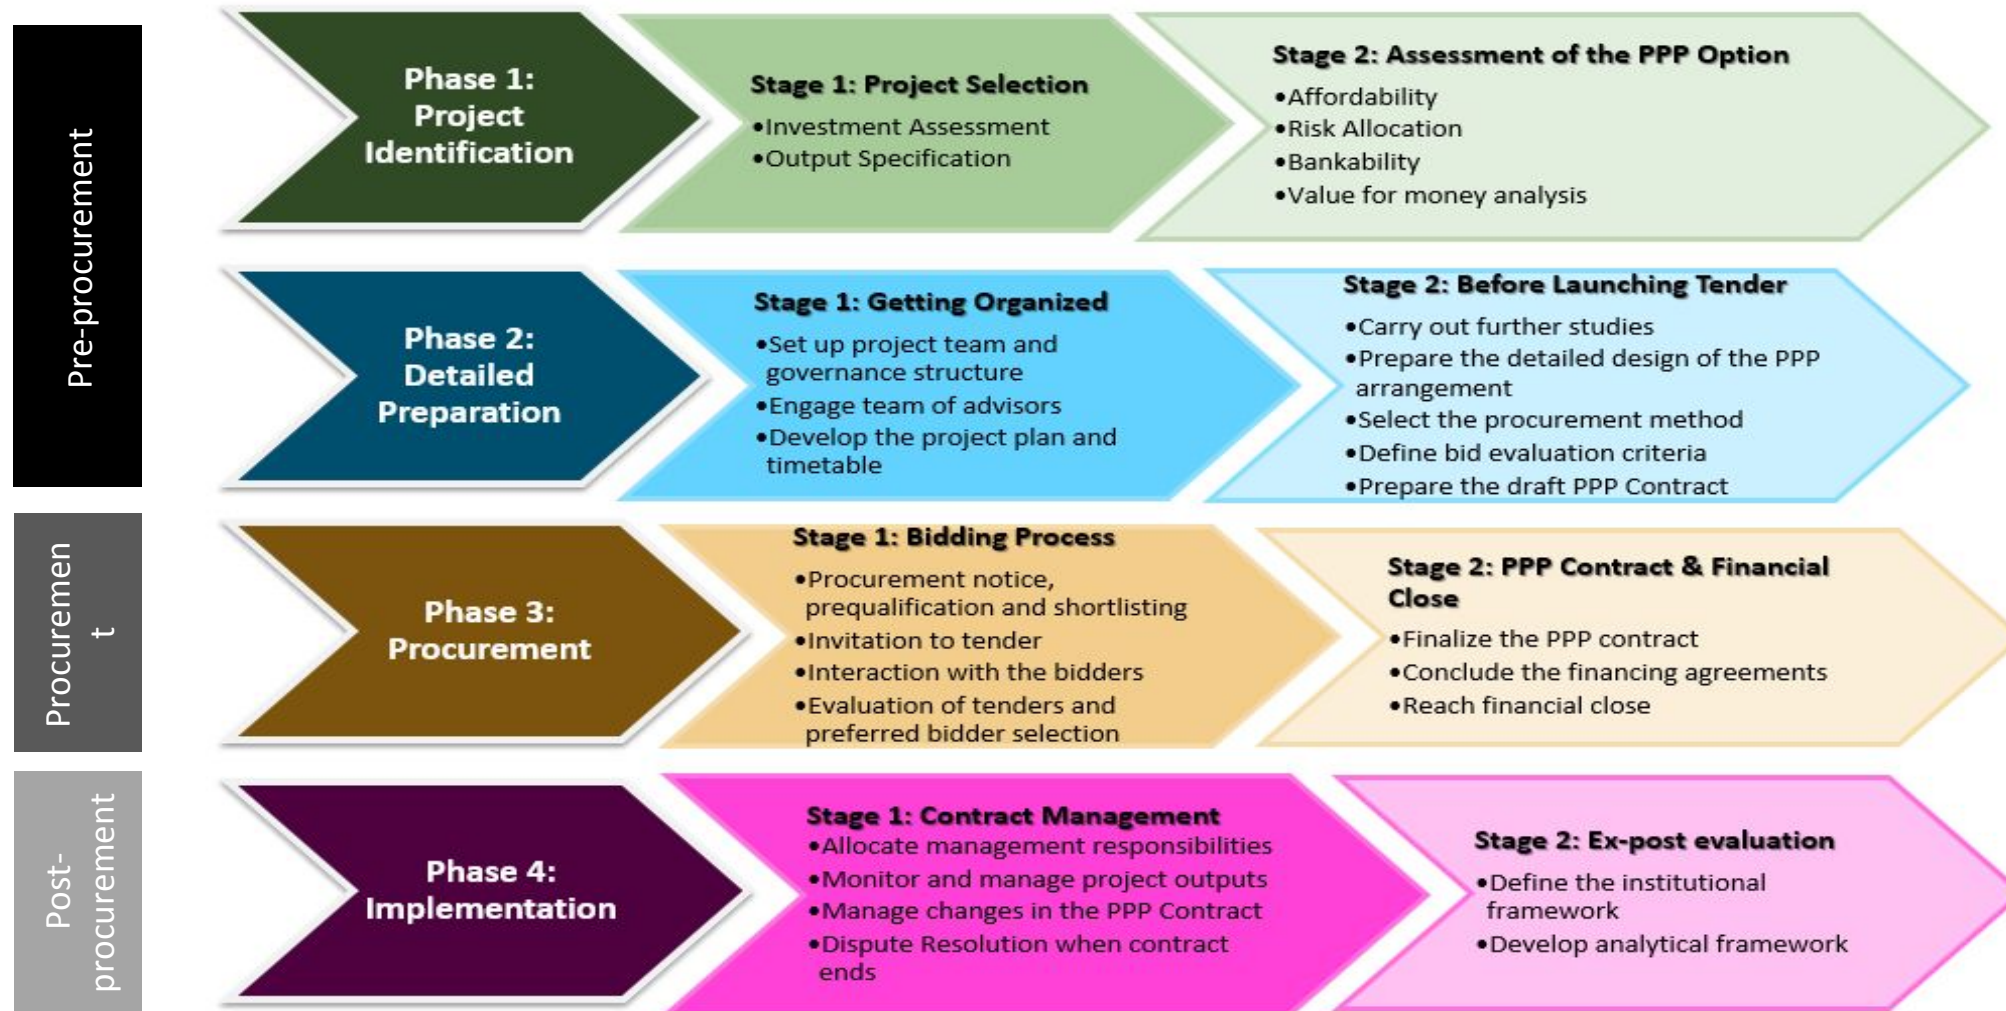 Pre-procurement
Phase 1:
Project
Identification
Stage 1: Project Selection
•Investment Assessment
•Output Specification
Stage 2: Assessment of the PPP Option
•Affordability
•Risk Allocation
•Bankability
•Value for money analysis
Phase 2:
Detailed
Preparation
Stage 1: Getting Organized
•Set up project team and
governance structure
•Engage team of advisors
•Develop the project plan and
timetable
Stage 2: Before Launching Tender
•Carry out further studies
•Prepare the detailed design of the PPP
arrangement
•Select the procurement method
•Define bid evaluation criteria
•Prepare the draft PPP Contract
Procuremen
t
Phase 3:
Procurement
Stage 1: Bidding Process
•Procurement notice,
prequalification and shortlisting
•Invitation to tender
•Interaction with the bidders
•Evaluation of tenders and
preferred bidder selection
Stage 2: PPP Contract & Financial
Close
•Finalize the PPP contract
•Conclude the financing agreements
•Reach financial close
Post-
procurement
Phase 4:
Implementation
Stage 1: Contract Management
•Allocate management responsibilities
•Monitor and manage project outputs
•Manage changes in the PPP Contract
•Dispute Resolution when contract
ends
Stage 2: Ex-post evaluation
•Define the institutional
framework
•Develop analytical framework